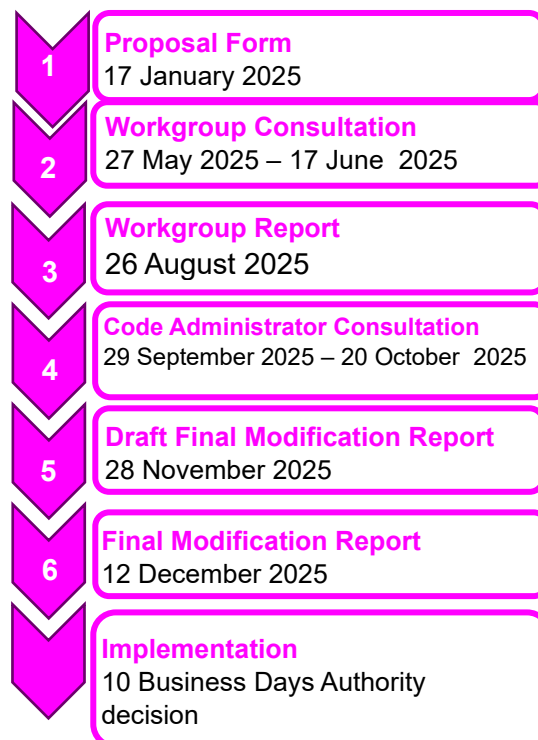 1
Proposal Form
17 January 2025
2
Workgroup Consultation
27 May 2025 – 17 June  2025
3
Workgroup Report
26 August 2025
4
Code Administrator Consultation
29 September 2025 – 20 October  2025
5
Draft Final Modification Report
28 November 2025
6
Final Modification Report
12 December 2025
Implementation
10 Business Days Authority
decision